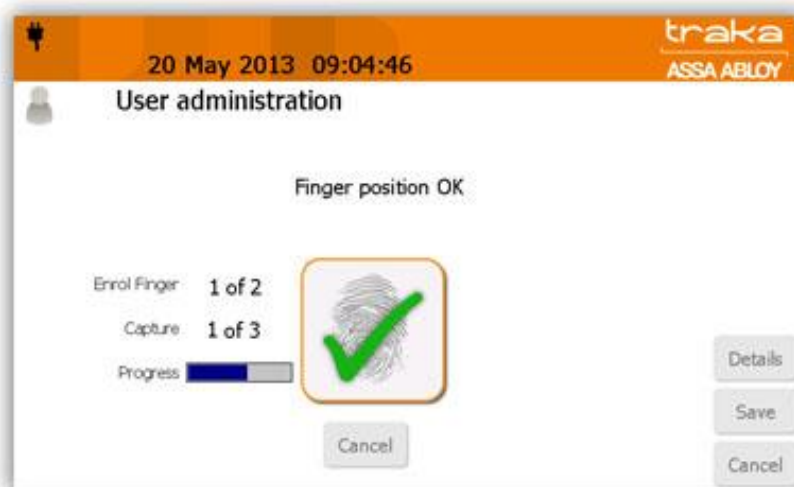 traka
20 May 2013 09:04:46
ASSA ABLOY
User administration
Finger position OK
Enrol Finger 1 of 2
Capture 1 of 3
Progress
Details
Save
Cancel
Cancel